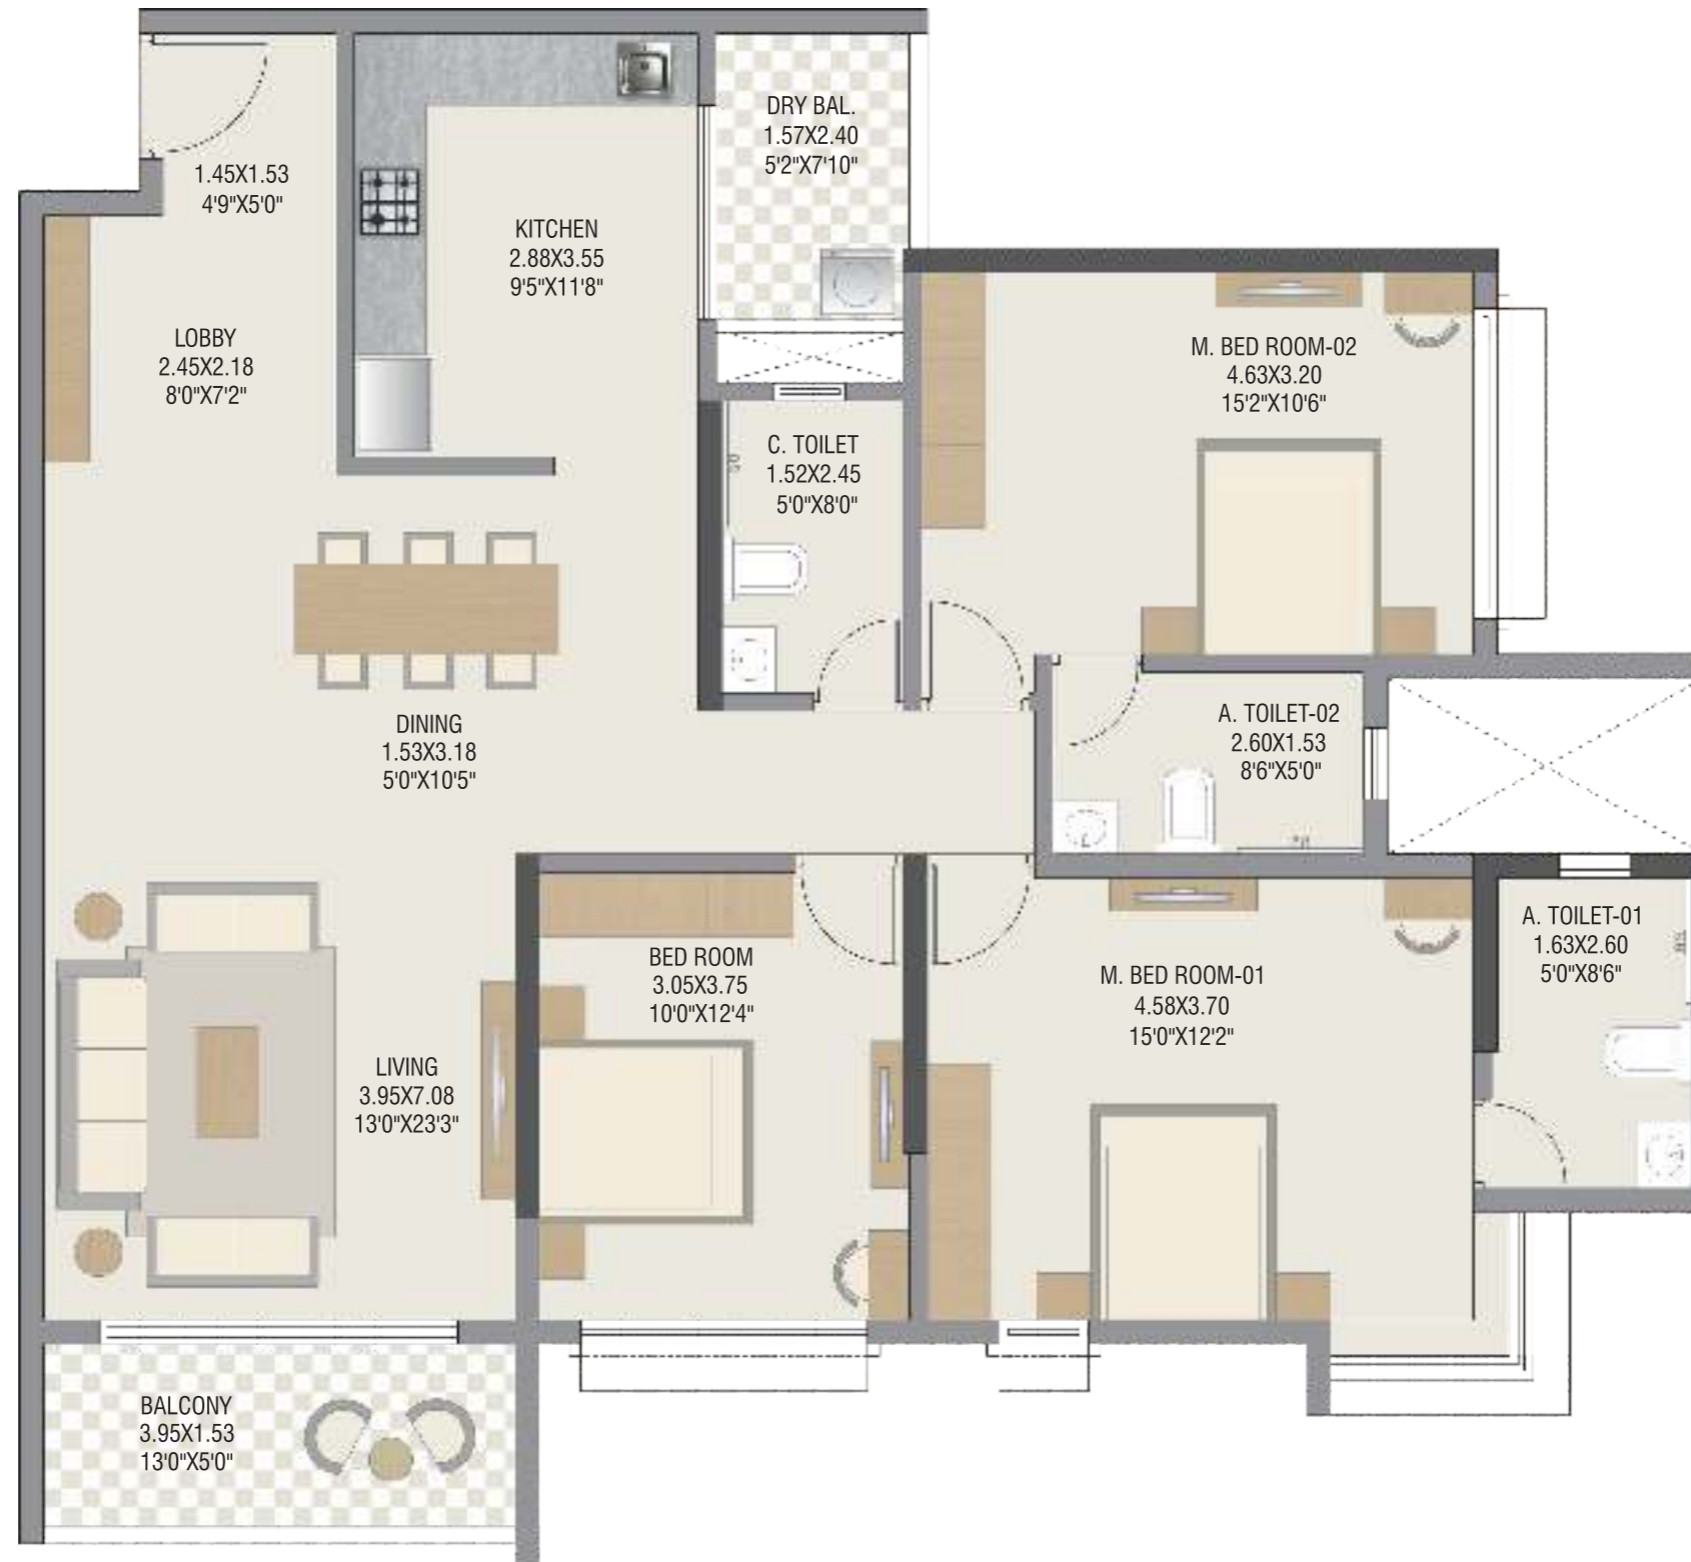 DRY BAL.
1.57X2.40
5'2"X7'10"
1.45X1.53
4'9"X5'0"
KITCHEN
2.88X3.55
9'5"X11'8"
LOBBY
2.45X2.18
8'0"X7'2"
M. BED ROOM-02
4.63X3.20
15'2"X10'6"
C. TOILET
1.52X2.45
5'0"X8'0"
A. TOILET-02
2.60X1.53
8'6"X5'0"
DINING
1.53X3.18
5'0"X10'5"
A. TOILET-01
1.63X2.60
5'0"X8'6"
BED ROOM
3.05X3.75
10'0"X12'4"
M. BED ROOM-01
4.58X3.70
15'0"X12'2"
LIVING
3.95X7.08
13'0"X23'3"
BALCONY
3.95X1.53
13'0"X5'0"